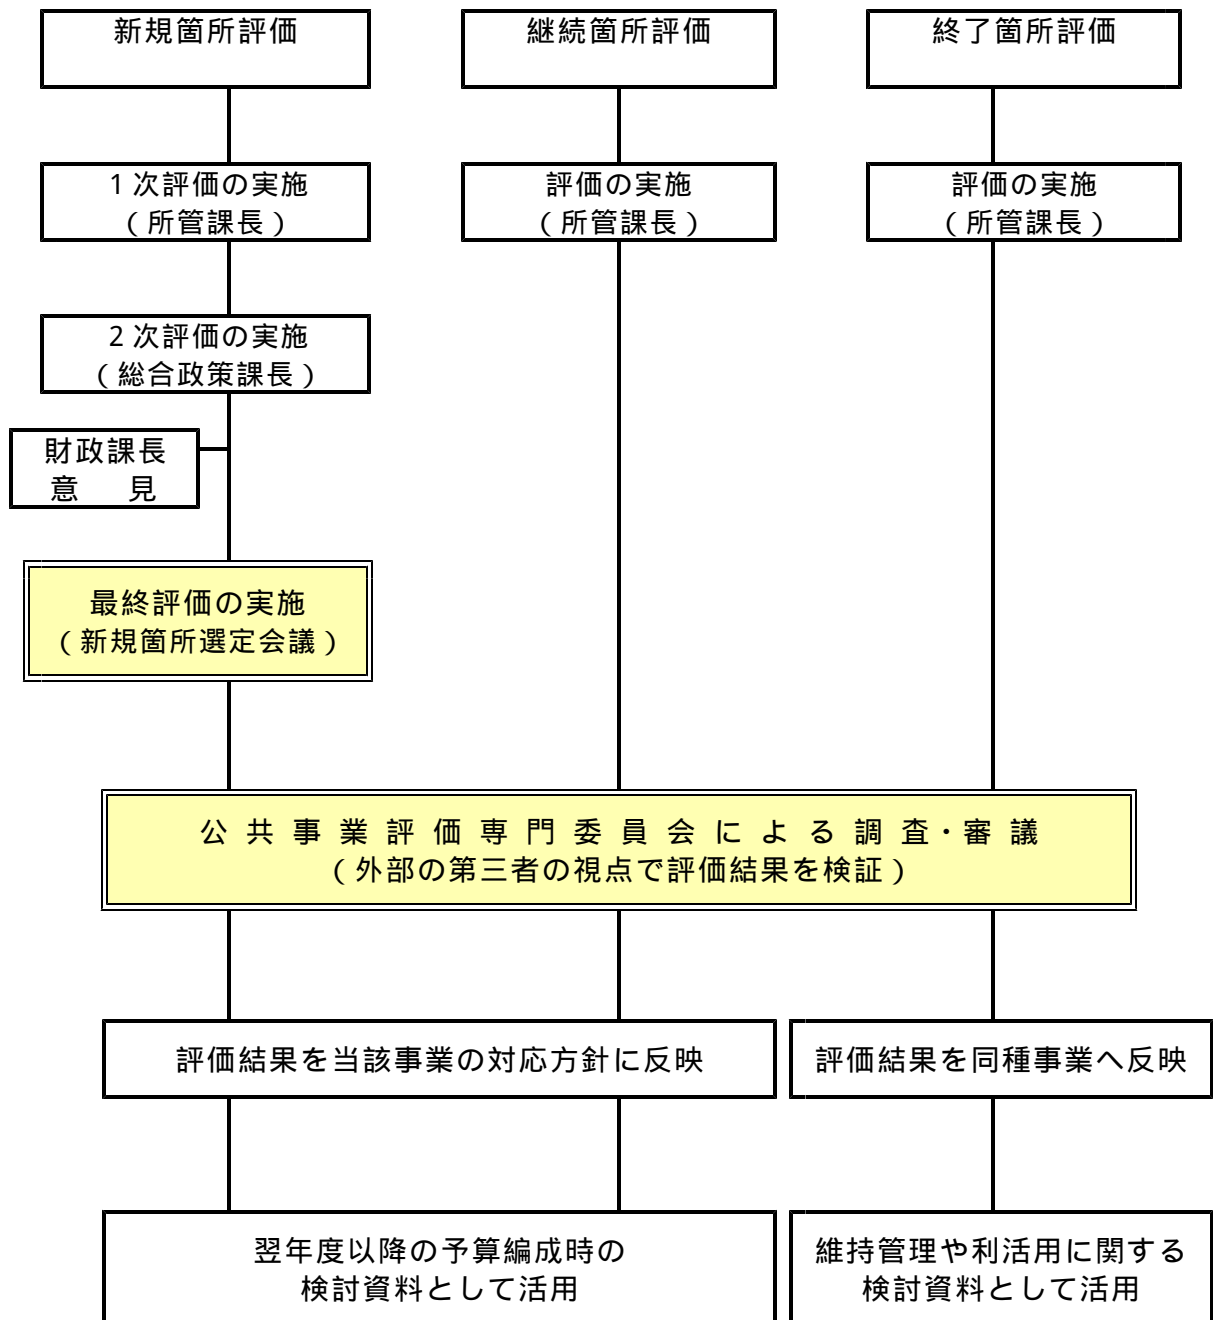 新規箇所評価
継続箇所評価
終了箇所評価
1次評価の実施
（所管課長）
評価の実施
（所管課長）
評価の実施
（所管課長）
2次評価の実施
（総合政策課長）
財政課長
意　見
最終評価の実施
（新規箇所選定会議）
公共事業評価専門委員会による調査・審議
（外部の第三者の視点で評価結果を検証）
評価結果を当該事業の対応方針に反映
評価結果を同種事業へ反映
翌年度以降の予算編成時の
検討資料として活用
維持管理や利活用に関する
検討資料として活用